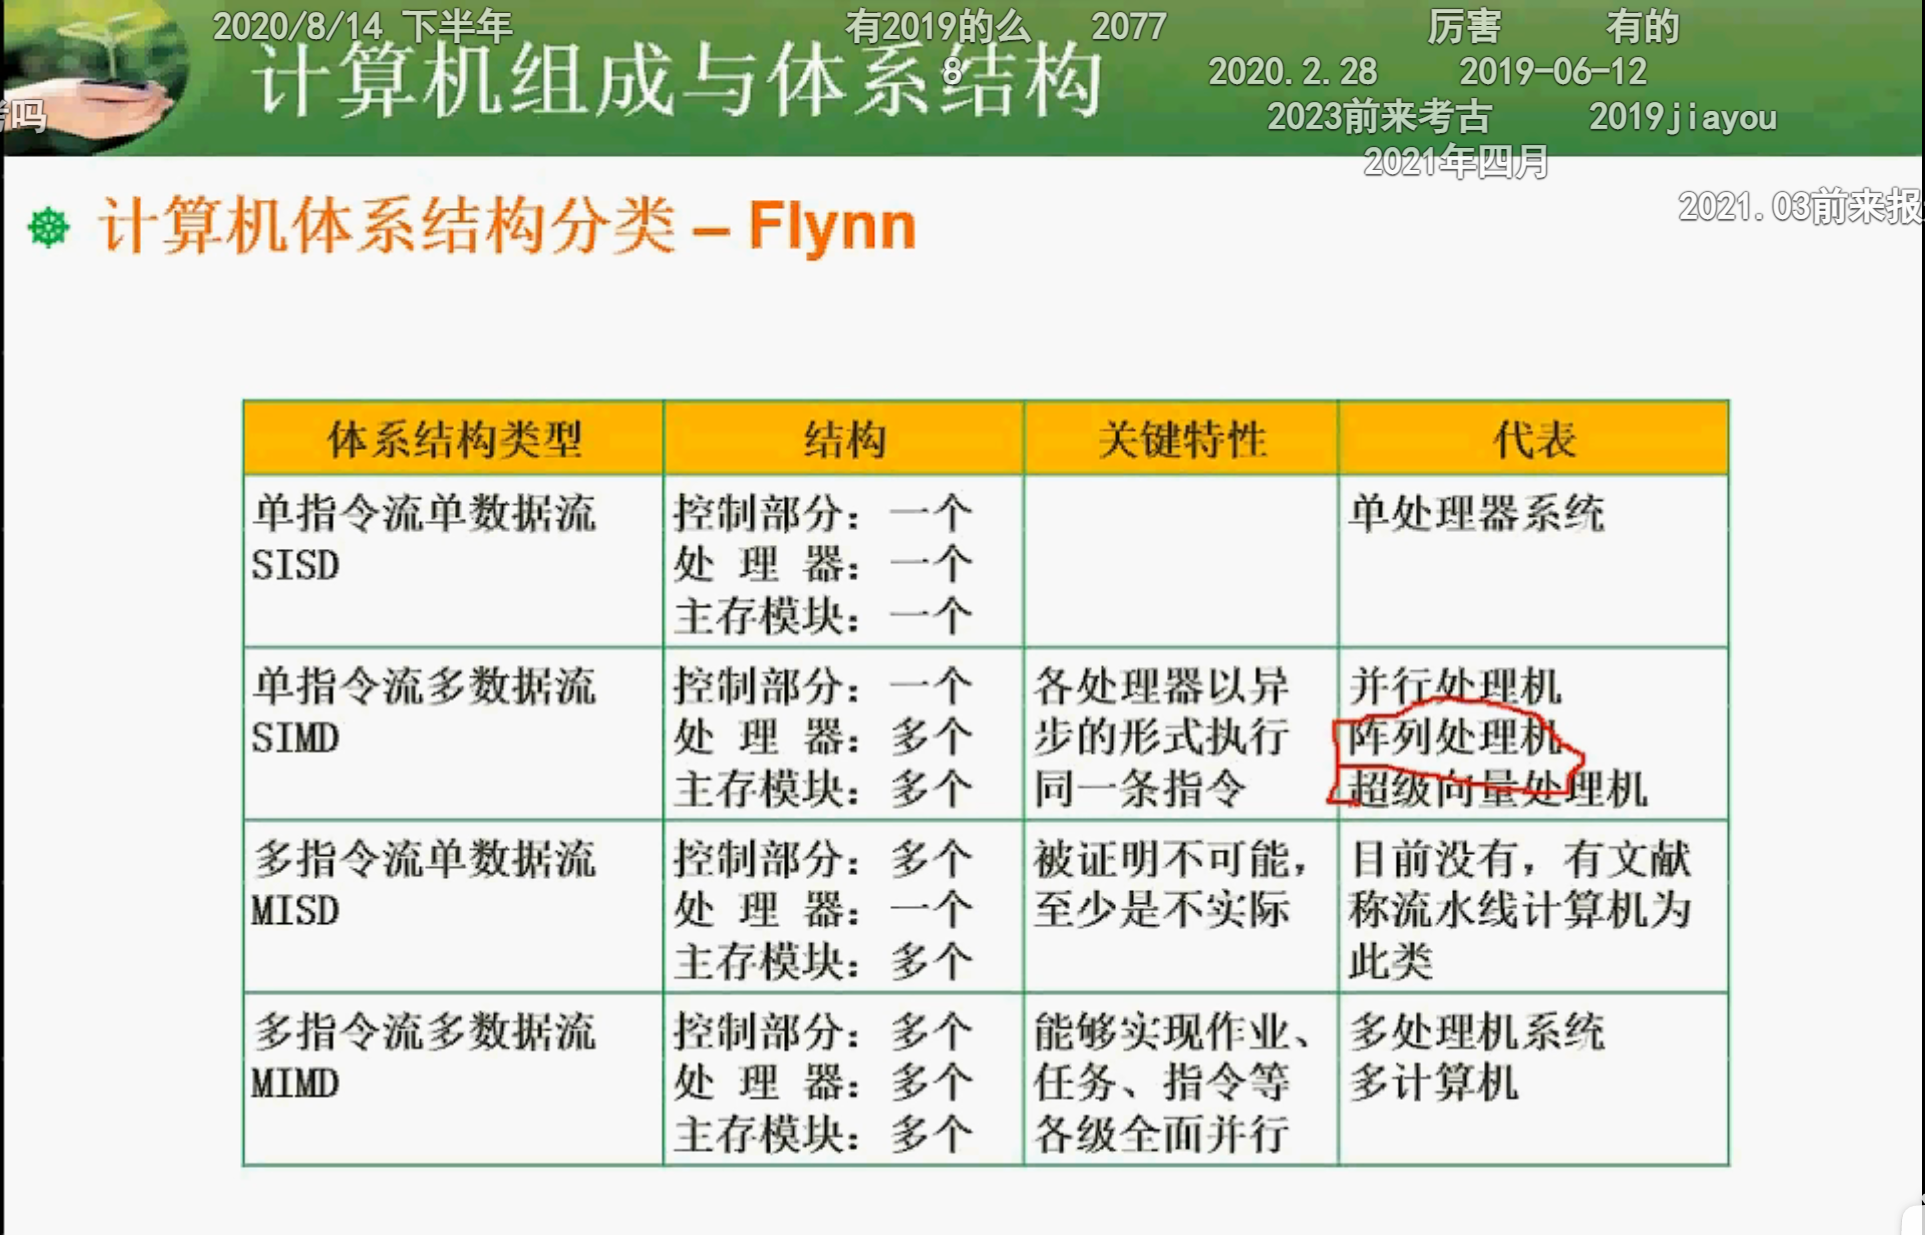 2020/8/14 下半年
有2019的么
2077
厉害
有的
计算机组成与体系结构
8
2020.2.28
2019-06-12
吗
2023前来考古
2019jiayou
2021年四月
2021.03前来报
计算机体系结构分类 – Flynn
体系结构类型 结构 关键特性 代表
单指令流单数据流
SISD
控制部分：一个
处 理 器：一个
主存模块：一个
单处理器系统
单指令流多数据流
SIMD
控制部分：一个
处 理 器：多个
主存模块：多个
各处理器以异
步的形式执行
同一条指令
并行处理机
阵列处理机
超级向量处理机
多指令流单数据流
MISD
控制部分：多个
处 理 器：一个
主存模块：多个
被证明不可能，
至少是不实际
目前没有，有文献
称流水线计算机为
此类
多指令流多数据流
MIMD
控制部分：多个
处 理 器：多个
主存模块：多个
能够实现作业、
任务、指令等
各级全面并行
多处理机系统
多计算机